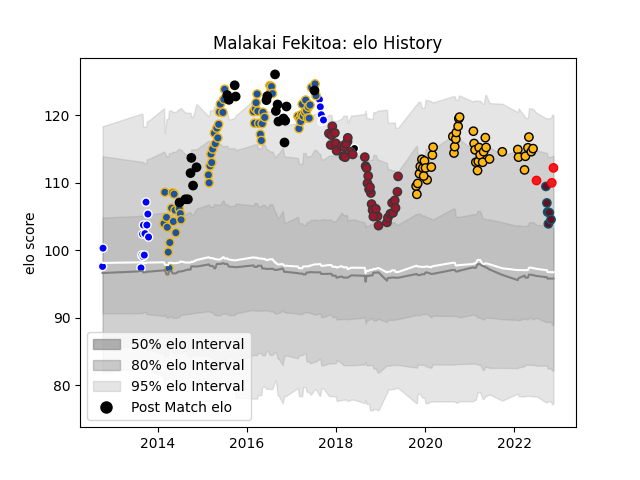 Malakai Fekitoa: elo History
elo score
120
110
100
90
80
50% elo Interval
80% elo Interval
95% elo Interval
Post Match elo
2014 2016 2018 2020 2022